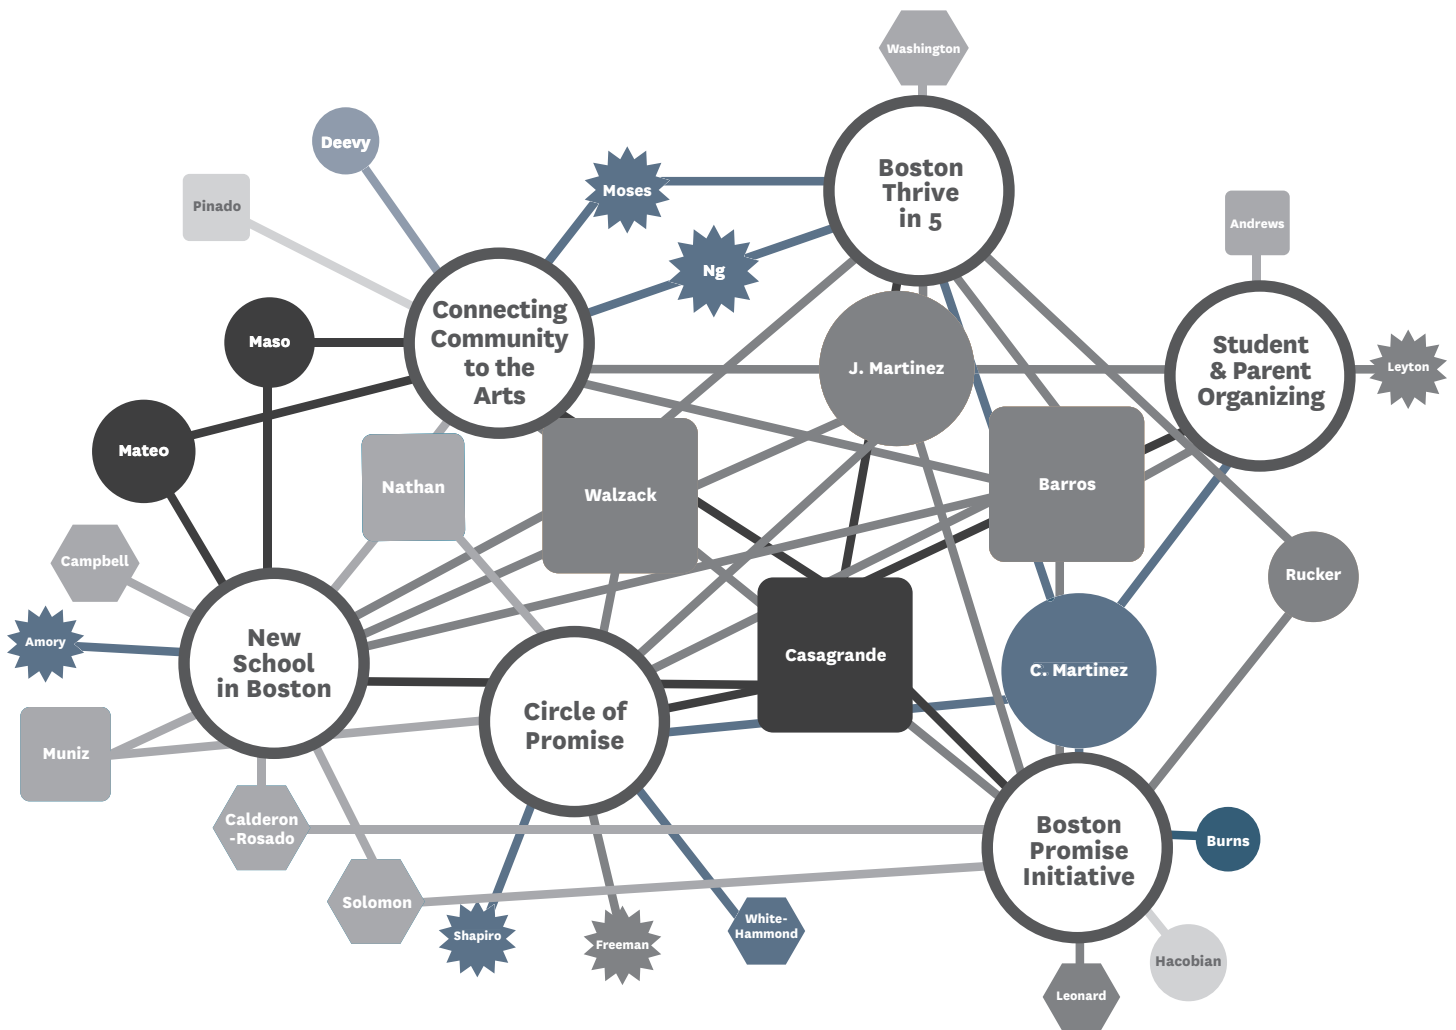 Washington
Deevy
Boston
Thrive
in 5
Moses
Pinado
Andrews
Ng
Connecting
Community
to the
Arts
Maso
J. Martinez
Student
& Parent
Organizing
Leyton
Mateo
Nathan
Walzack
Barros
Campbell
Rucker
Amory
New
School
in Boston
Casagrande
C. Martinez
Circle of
Promise
Muniz
Calderon
-Rosado
Boston
Promise
Initiative
Burns
Solomon
Shapiro
Freeman
White-
Hammond
Hacobian
Leonard